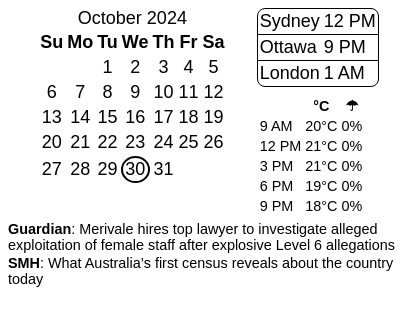 October 2024
Su Mo Tu We Th Fr Sa
1 2 3 4 5
6 7 8 9 10 11 12
13 14 15 16 17 18 19
20 21 22 23 24 25 26
27 28 29 30 31
Sydney 12 PM
Ottawa 9 PM
London 1 AM
°C ☂
9 AM 20°C 0%
12 PM 21°C 0%
3 PM 21°C 0%
6 PM 19°C 0%
9 PM 18°C 0%
Guardian: Merivale hires top lawyer to investigate alleged
exploitation of female staff after explosive Level 6 allegations
SMH: What Australia’s first census reveals about the country
today